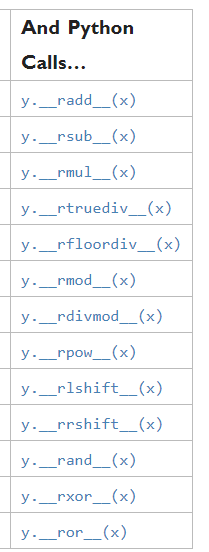 And Python
Calls…
y.__radd__(x)
y.__rsub__(x)
y.__rmul__(x)
y.__rtruediv__(x)
y.__rfloordiv__(x)
y.__rmod__(x)
y.__rdivmod__(x)
y.__rpow__(x)
y.__rlshift__(x)
y.__rrshift__(x)
y.__rand__(x)
y.__rxor__(x)
y.__ror__(x)